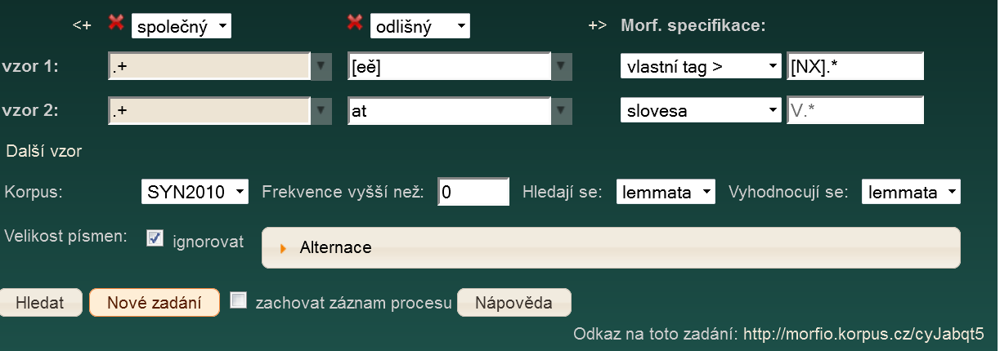 <+ společný odlišný +> Morf. specifikace:
vzor 1: .+ [eě] vlastní tag > [NX].*
vzor 2: .+ at slovesa V.*
Další vzor
Korpus: SYN2010 Frekvence vyšší než: 0 Hledají se: lemmata Vyhodnocují se: lemmata
Velikost písmen: ignorovat Alternace
Hledat Nové zadání zachovat záznam procesu Nápověda
Odkaz na toto zadání: http://morfio.korpus.cz/cyJabqt5